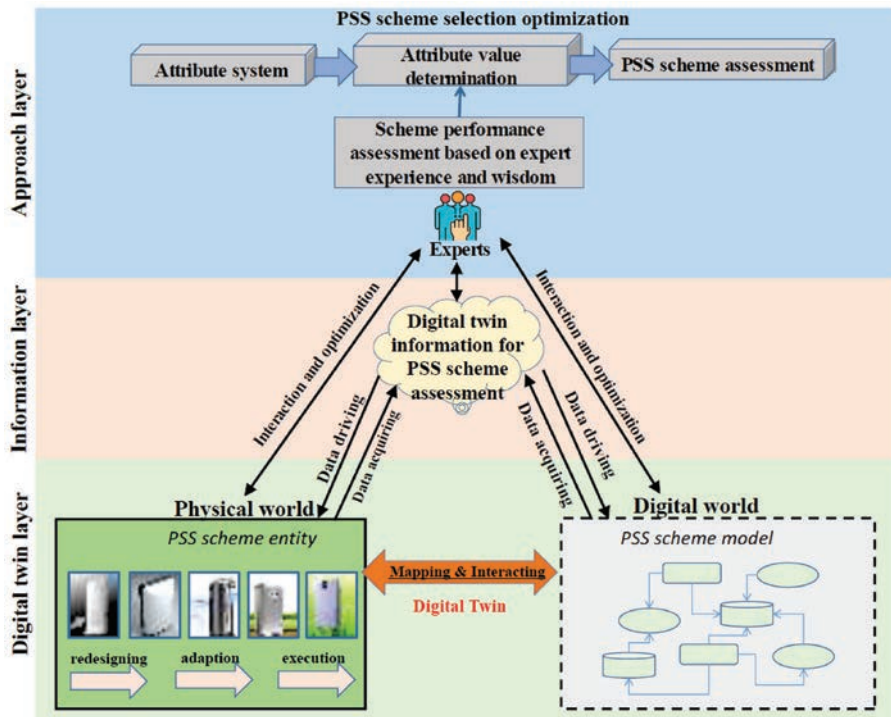 PSS scheme selection optimization
Approach layer
Attribute system
Attribute value
determination
PSS scheme assessment
Scheme performance
assessment based on expert
experience and wisdom
Experts
Information layer
Interaction and optimization
Interaction and optimization
Digital twin
information for
PSS scheme
assessment
Data driving
Data acquiring
Data acquiring
Data driving
Digital twin layer
Physical world
PSS scheme entity
redesigning
adaption
execution
Mapping & Interacting
Digital Twin
Digital world
PSS scheme model